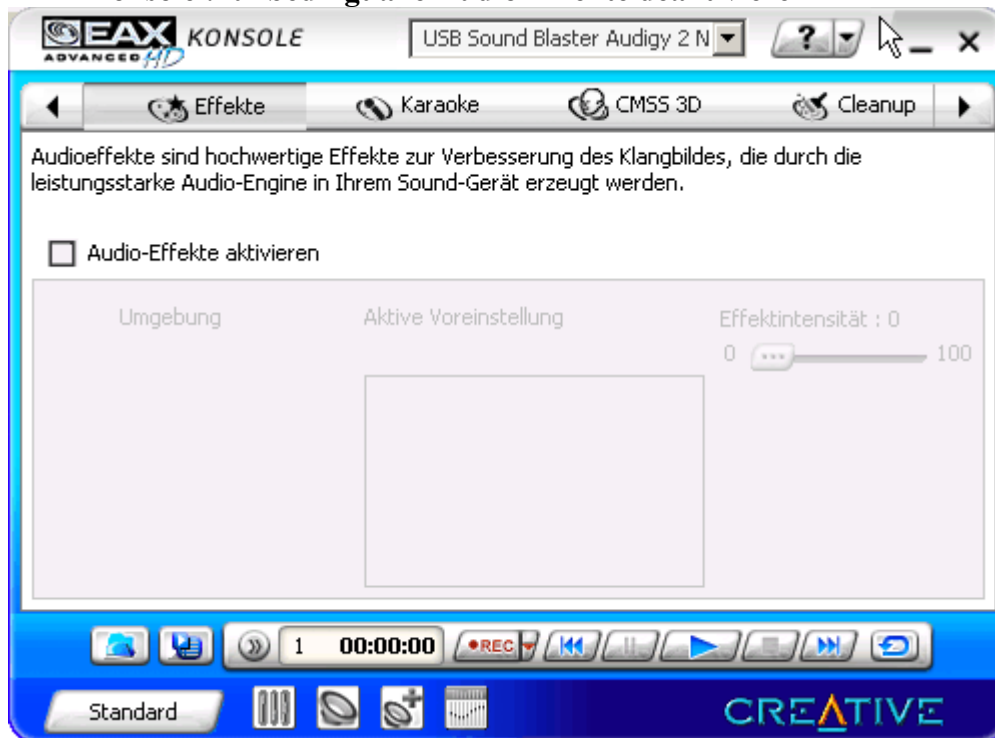 EAX KONSOLE
ADVANCED HD
USB Sound Blaster Audigy 2 N
?
Effekte
Karaoke
CMSS 3D
Cleanup
Audioeffekte sind hochwertige Effekte zur Verbesserung des Klangbildes, die durch die
leistungsstarke Audio-Engine in Ihrem Sound-Gerät erzeugt werden.
Audio-Effekte aktivieren
Umgebung
Aktive Voreinstellung
Effektintensität : 0
0
100
1 00:00:00
REC
Standard
CREATIVE